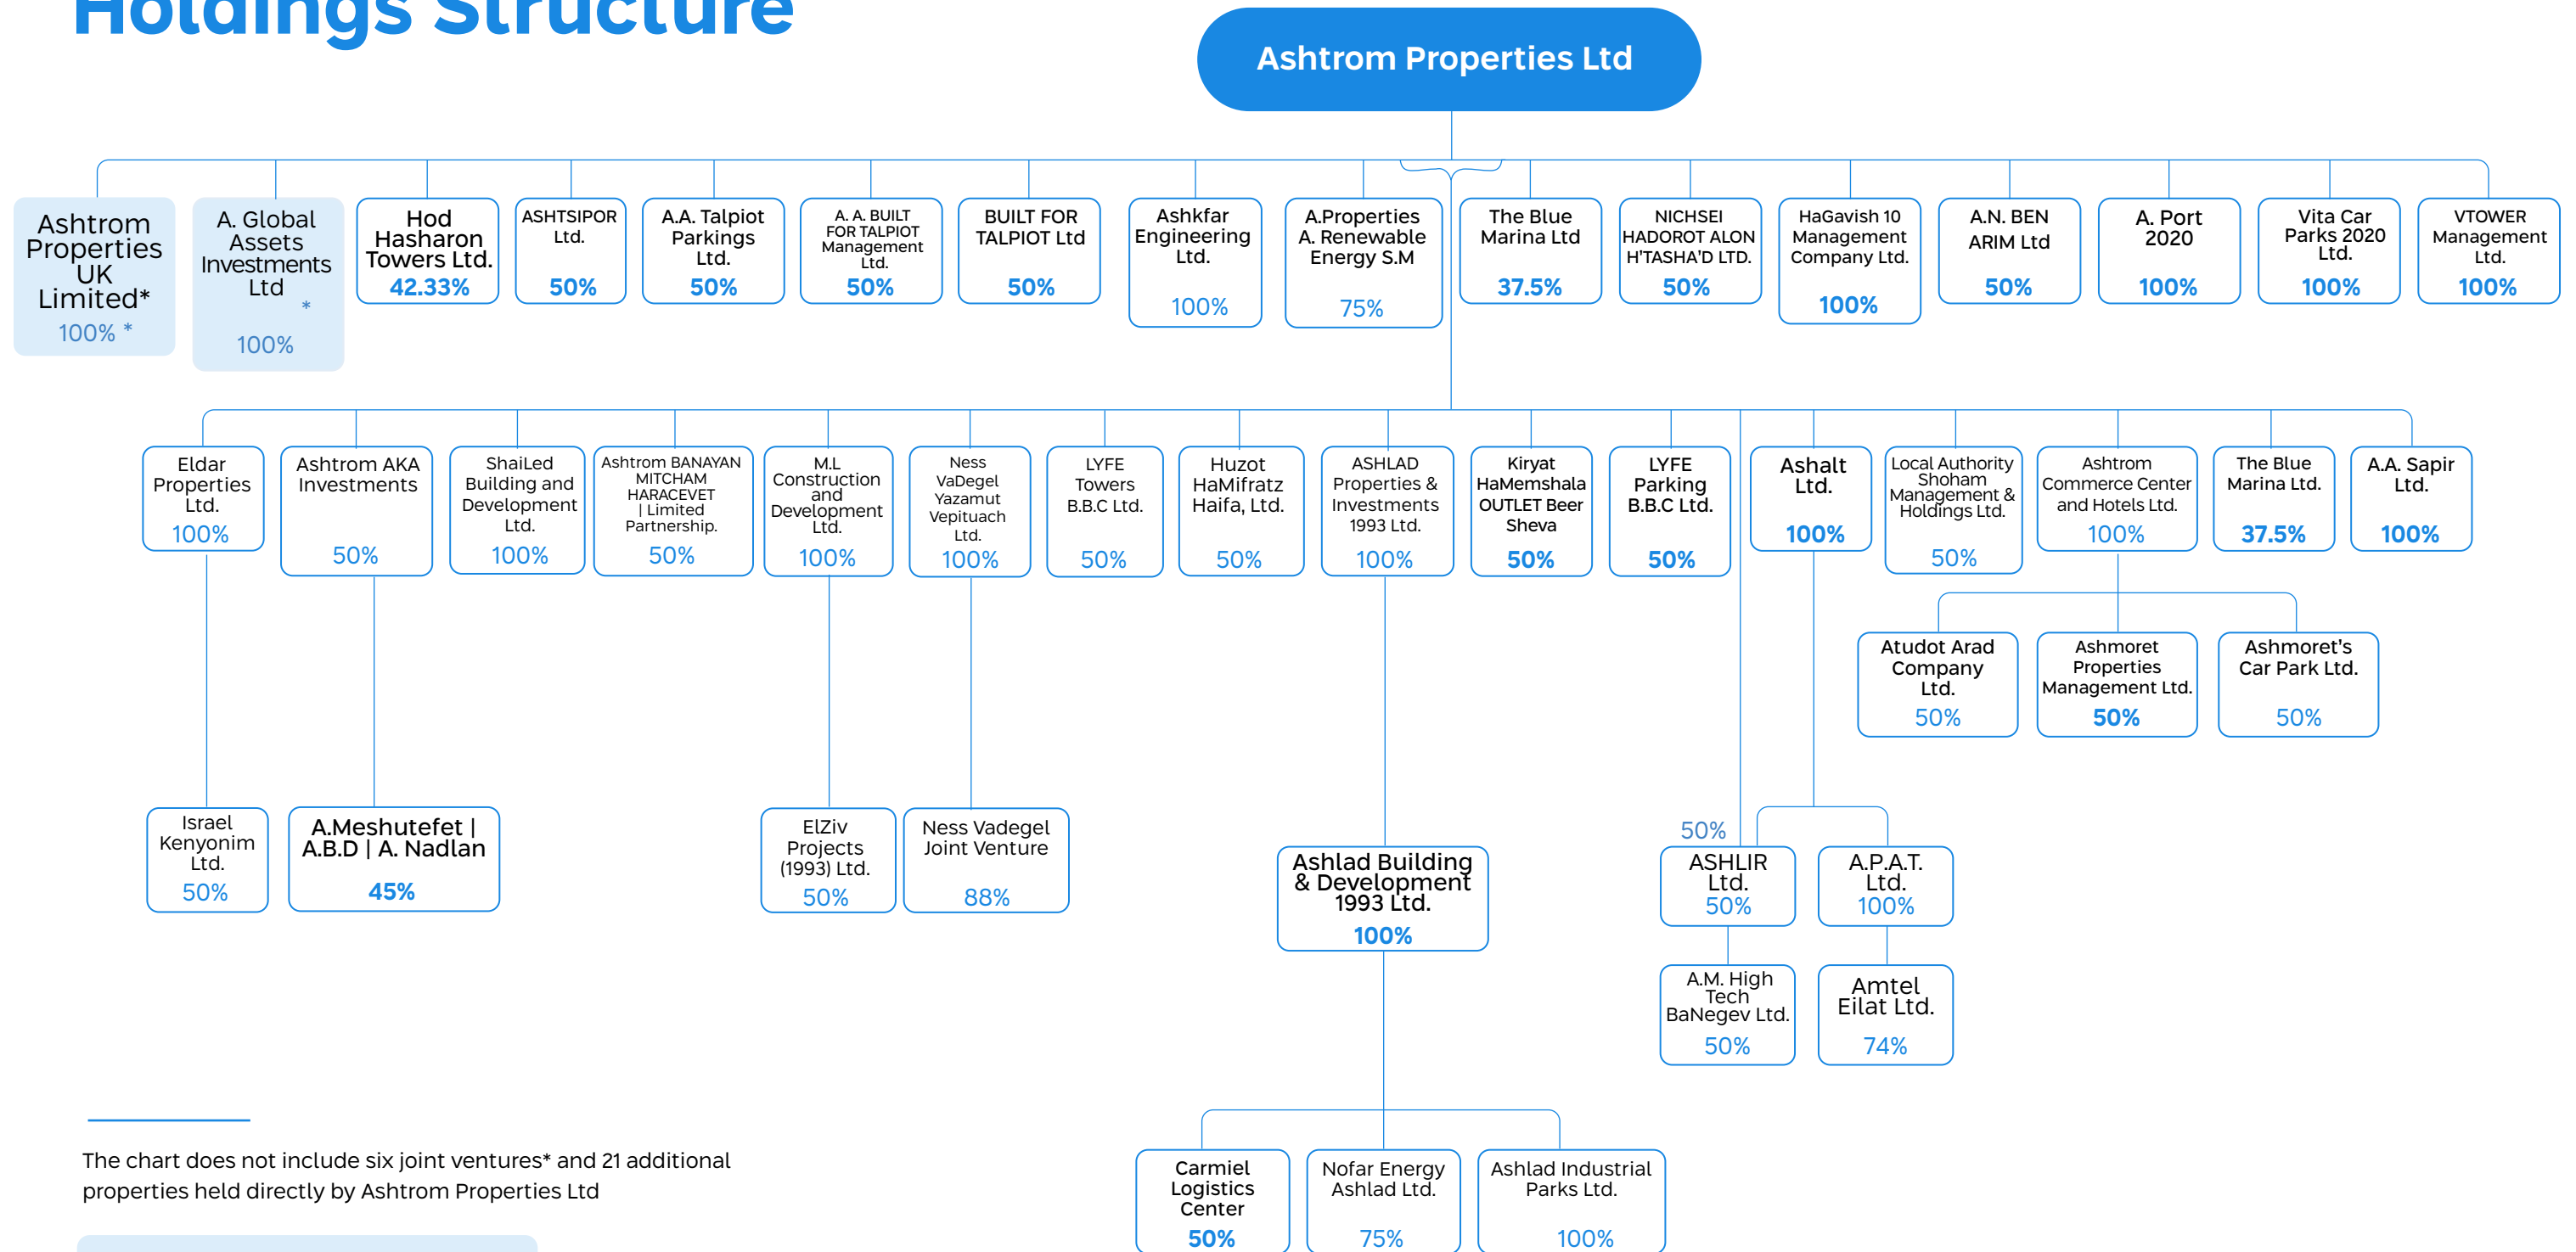 Holdings Structure
Ashtrom Properties Ltd
Ashtrom
Properties
UK
Limited*
100% *
A. Global
Assets
Investments
Ltd
*
100%
Hod
Hasharon
Towers Ltd.
42.33%
ASHTSIPOR
Ltd.
50%
A.A. Talpiot
Parkings
Ltd.
50%
A. A. BUILT
FOR TALPIOT
Management
Ltd.
50%
BUILT FOR
TALPIOT Ltd
50%
Ashkfar
Engineering
Ltd.
100%
A.Properties
A. Renewable
Energy S.M
75%
The Blue
Marina Ltd
37.5%
NICHSEI
HADOROT ALON
H'TASHA'D LTD.
50%
HaGavish 10
Management
Company Ltd.
100%
A.N. BEN
ARIM Ltd
50%
A. Port
2020
100%
Vita Car
Parks 2020
Ltd.
100%
VTOWER
Management
Ltd.
100%
Eldar
Properties
Ltd.
100%
Ashtrom AKA
Investments
50%
ShaiLed
Building and
Development
Ltd.
100%
Ashtrom BANAYAN
MITCHAM
HARACEVET
| Limited
Partnership.
50%
M.L
Construction
and
Development
Ltd.
100%
Ness
VaDegel
Yazamut
Vepituach
Ltd.
100%
LYFE
Towers
B.B.C Ltd.
50%
Huzot
HaMifratz
Haifa, Ltd.
50%
ASHLAD
Properties &
Investments
1993 Ltd.
100%
Kiryat
HaMemshala
OUTLET Beer
Sheva
50%
LYFE
Parking
B.B.C Ltd.
50%
Ashalt
Ltd.
100%
Local Authority
Shoham
Management &
Holdings Ltd.
50%
Ashtrom
Commerce Center
and Hotels Ltd.
100%
The Blue
Marina Ltd.
37.5%
A.A. Sapir
Ltd.
100%
Atudot Arad
Company
Ltd.
50%
Ashmoret
Properties
Management Ltd.
50%
Ashmoret's
Car Park Ltd.
50%
Israel
Kenyonim
Ltd.
50%
A.Meshutefet |
A.B.D | A. Nadlan
45%
ElZiv
Projects
(1993) Ltd.
50%
Ness Vadegel
Joint Venture
88%
Ashlad Building
& Development
1993 Ltd.
100%
50%
ASHLIR
Ltd.
50%
A.P.A.T.
Ltd.
100%
A.M. High
Tech
BaNegev Ltd.
50%
Amtel
Eilat Ltd.
74%
The chart does not include six joint ventures* and 21 additional
properties held directly by Ashtrom Properties Ltd
Carmiel
Logistics
Center
50%
Nofar Energy
Ashlad Ltd.
75%
Ashlad Industrial
Parks Ltd.
100%